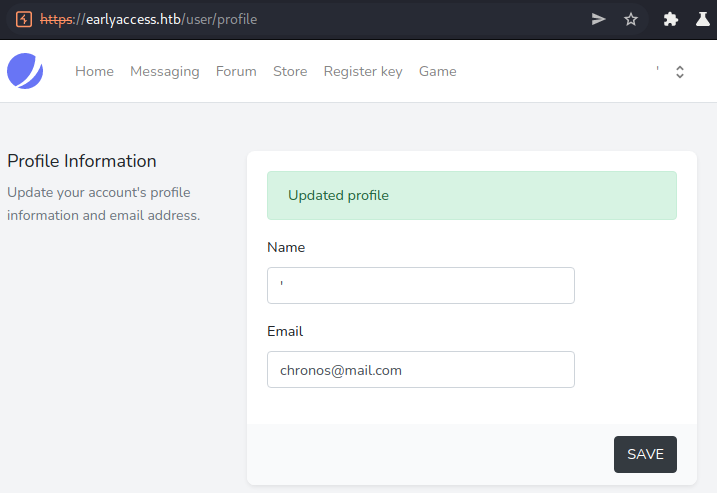 https://earlyaccess.htb/user/profile
Home Messaging Forum Store Register key Game '
Profile Information
Update your account's profile
information and email address.
Updated profile
Name
'
Email
chronos@mail.com
SAVE